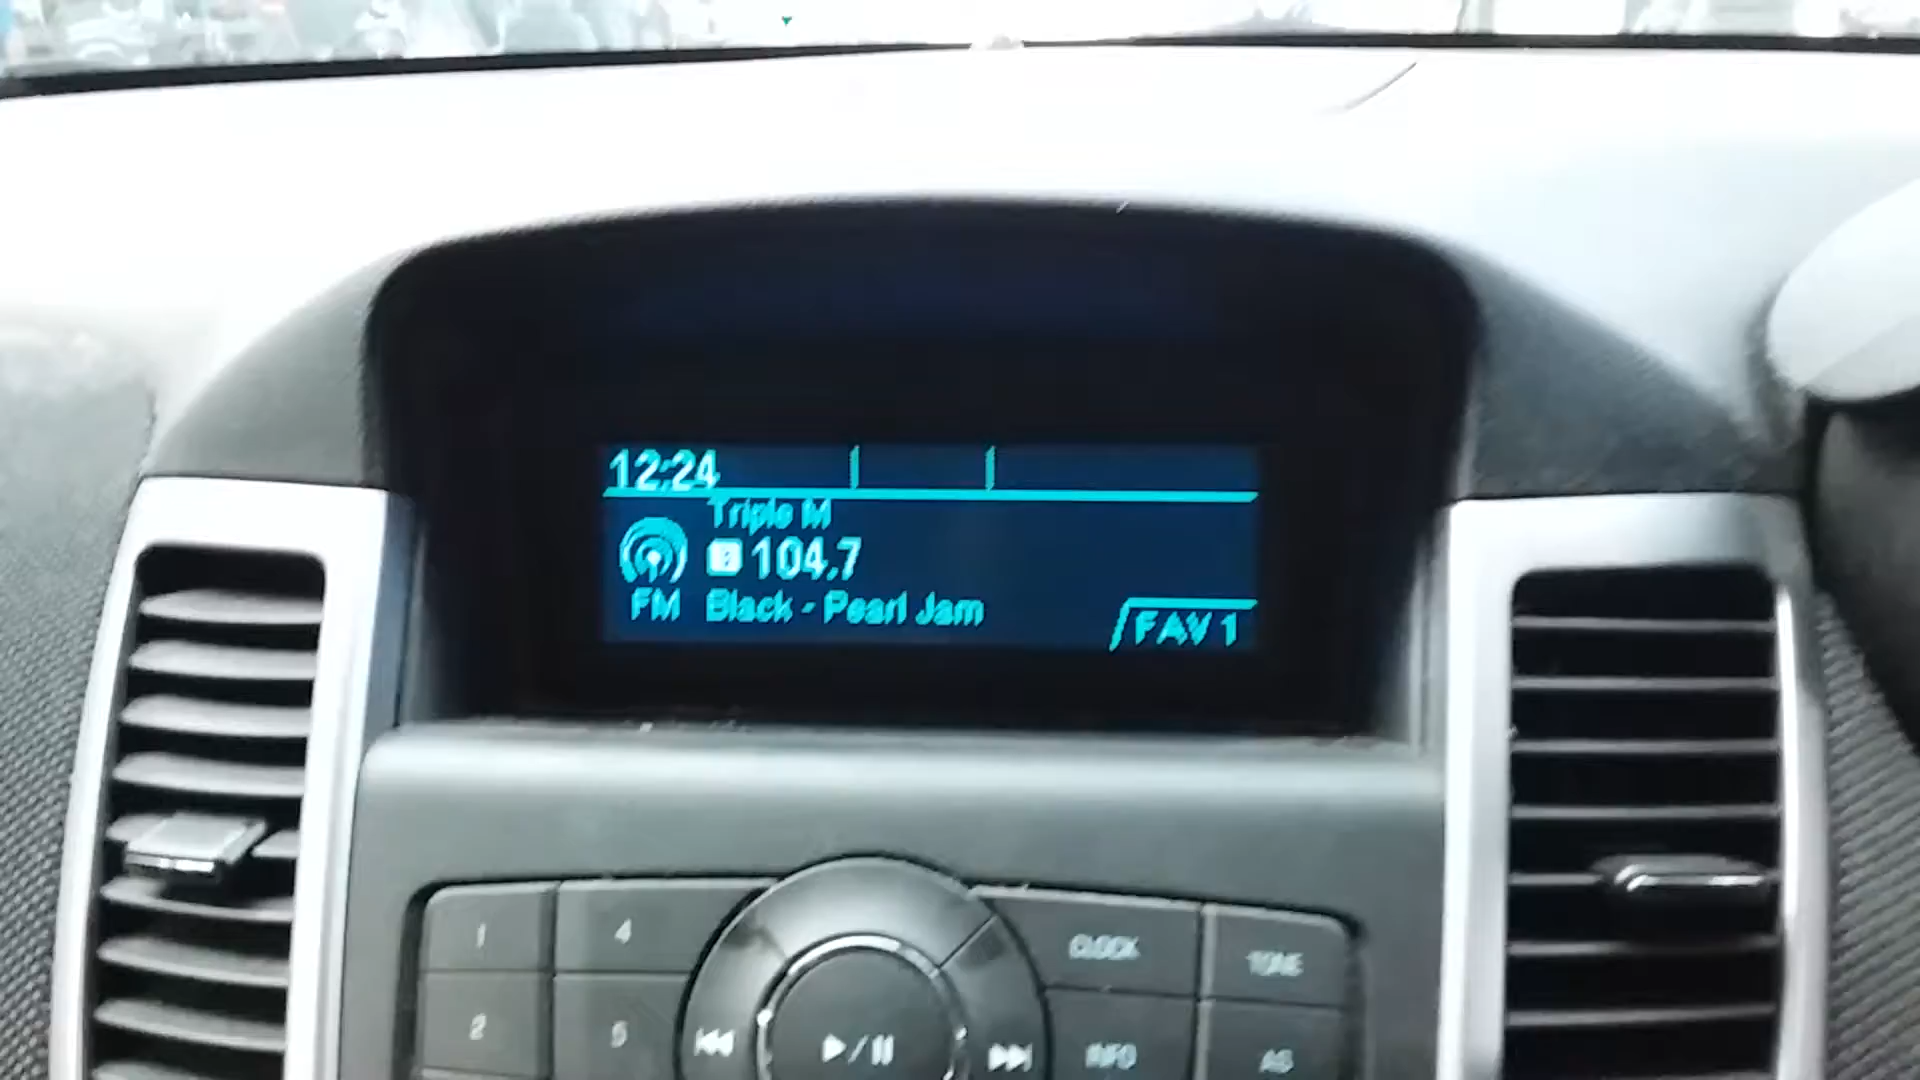 12:24
Triple M
104.7
FM Black - Pearl Jam
FAV 1
1 4 CLOCK TONE
2 5 INFO AS